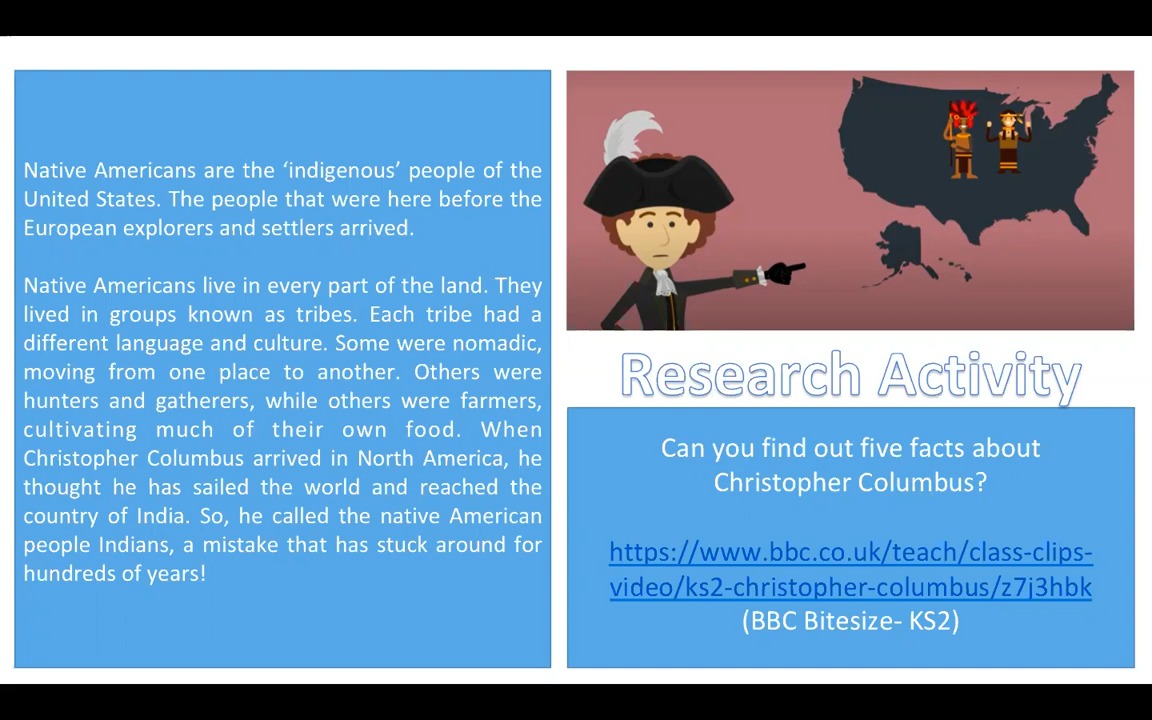 Native Americans are the ‘indigenous’ people of the
United States. The people that were here before the
European explorers and settlers arrived.
Native Americans live in every part of the land. They
lived in groups known as tribes. Each tribe had a
different language and culture. Some were nomadic,
moving from one place to another. Others were
hunters and gatherers, while others were farmers,
cultivating much of their own food. When
Christopher Columbus arrived in North America, he
thought he has sailed the world and reached the
country of India. So, he called the native American
people Indians, a mistake that has stuck around for
hundreds of years!
Research Activity
Can you find out five facts about
Christopher Columbus?
https://www.bbc.co.uk/teach/class-clips-
video/ks2-christopher-columbus/z7j3hbk
(BBC Bitesize- KS2)